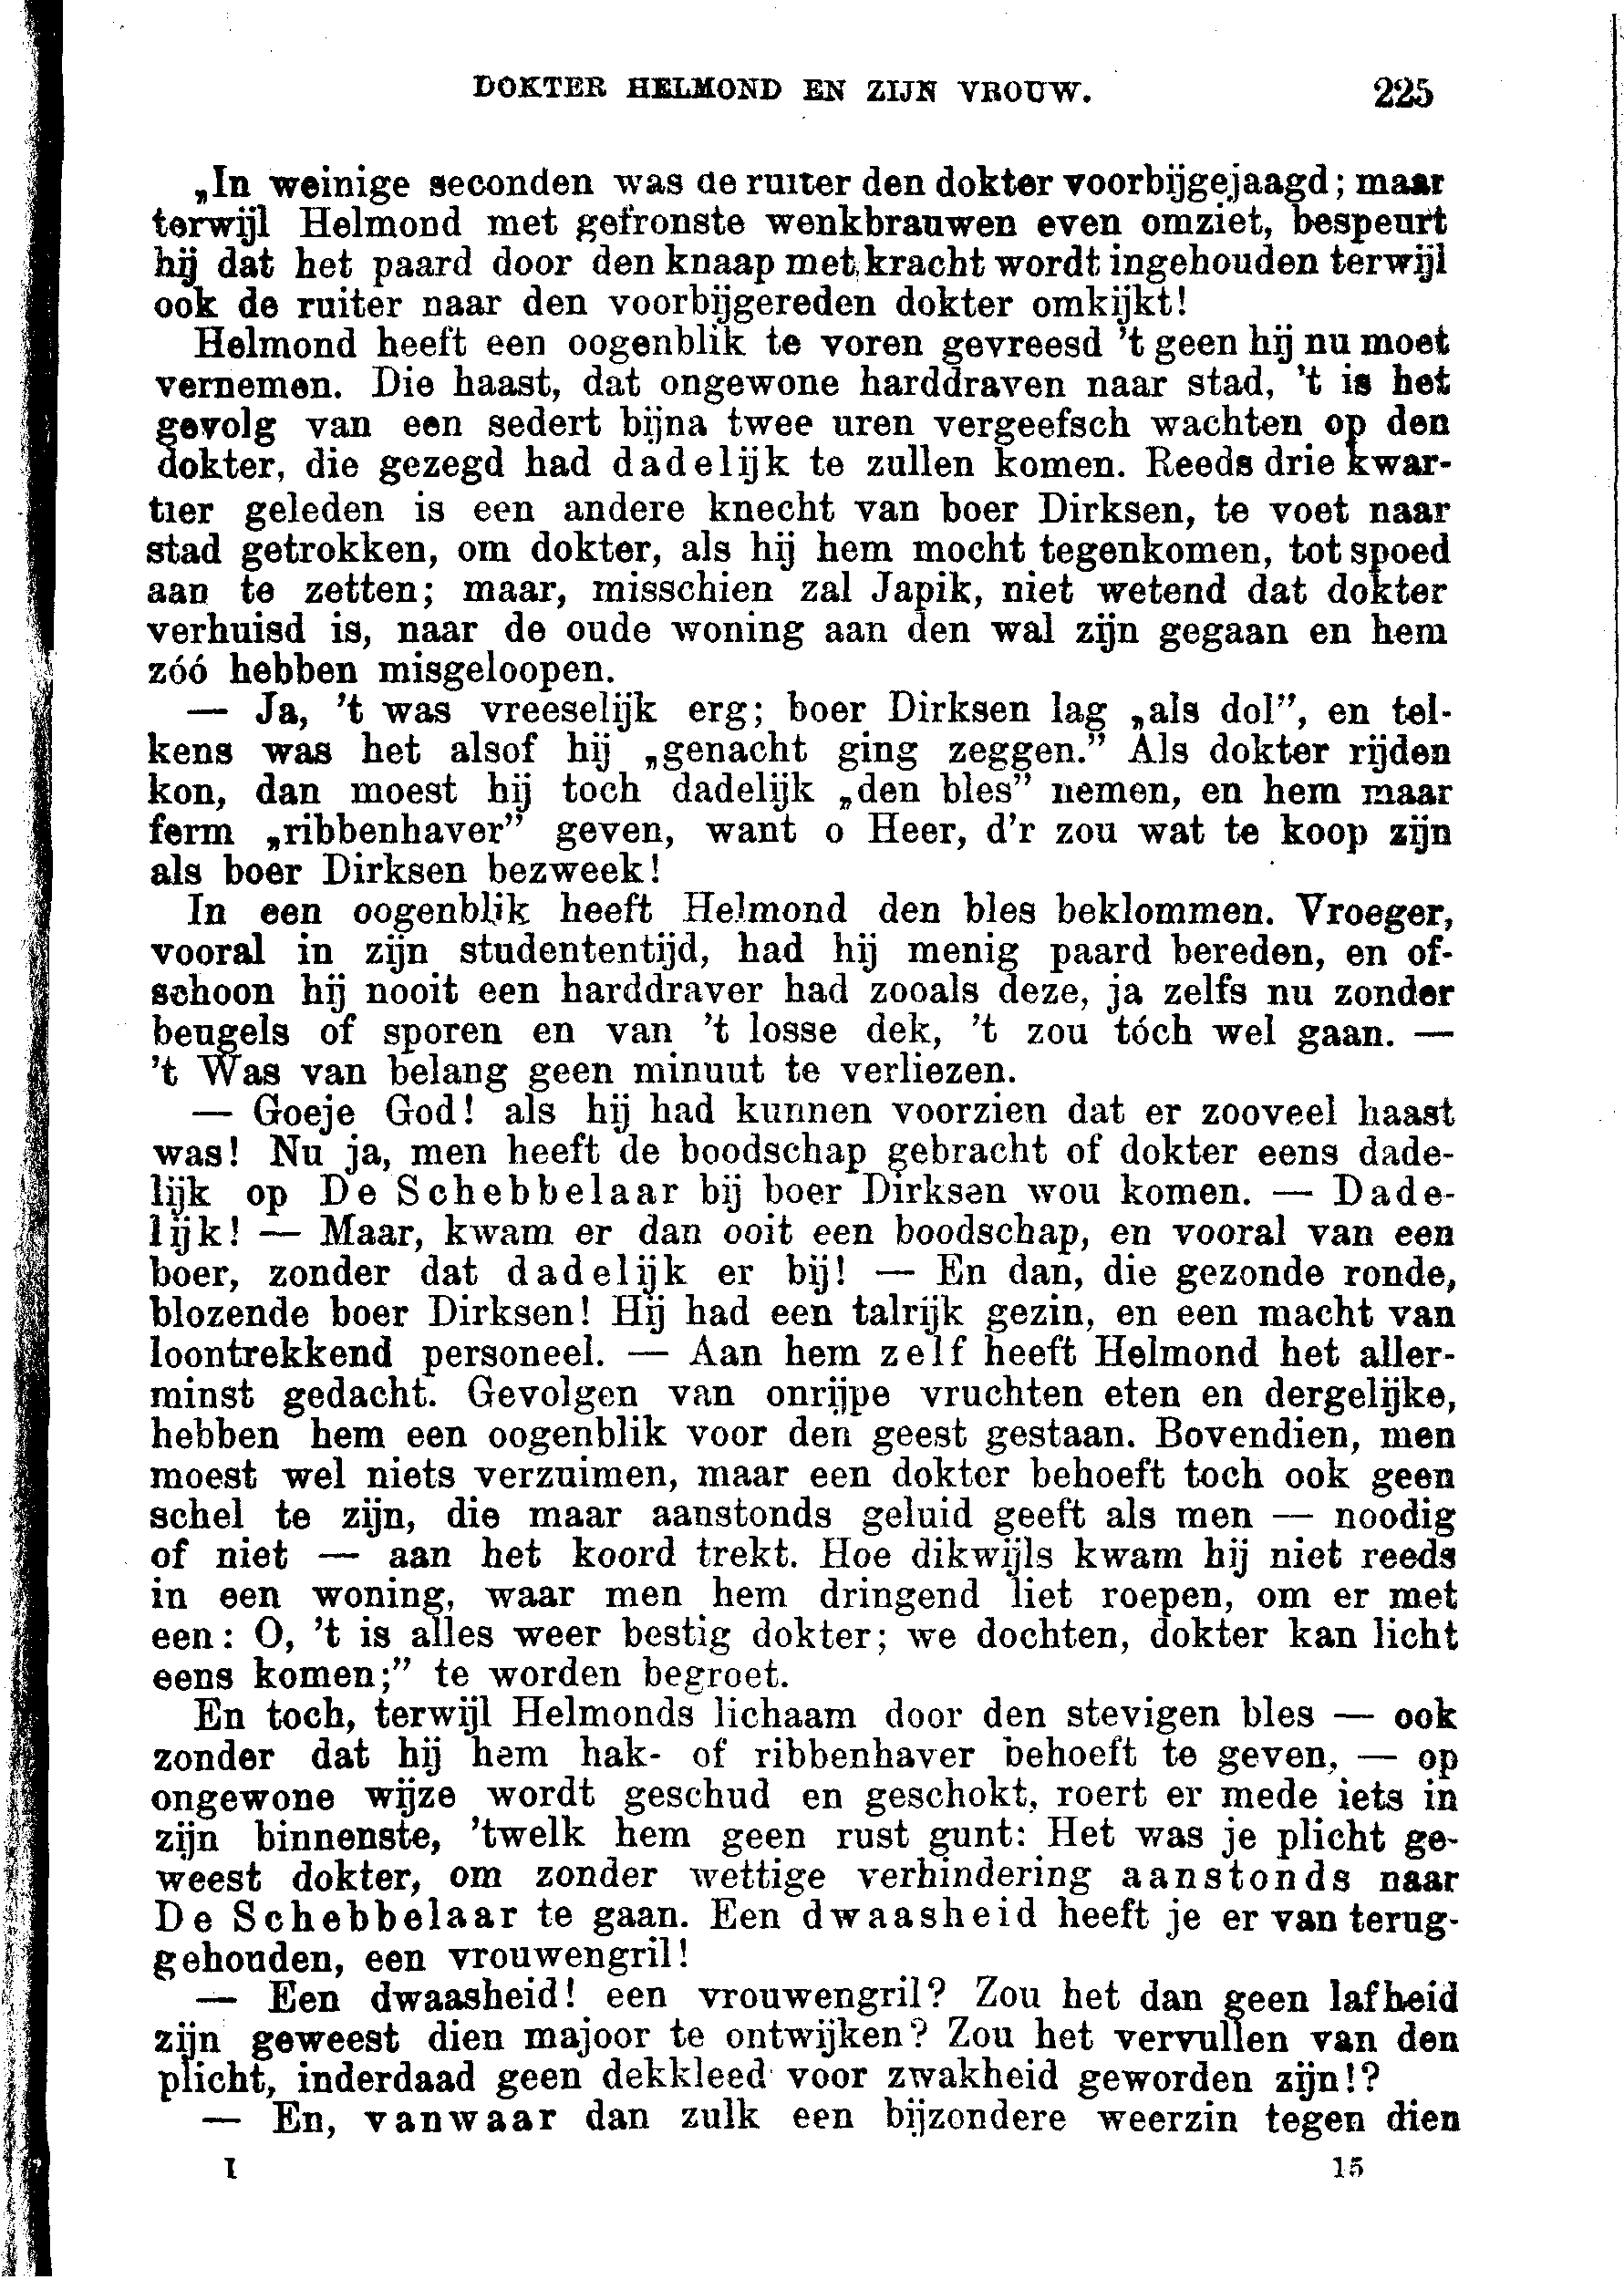 DOKTER HELMOND EN ZIJN VROUW. 225
„In weinige seconden was de ruiter den dokter voorbijgejaagd; maar
terwijl Helmond met gefronste wenkbrauwen even omziet, bespeurt
hij dat het paard door den knaap met kracht wordt ingehouden terwijl
ook de ruiter naar den voorbijgereden dokter omkijkt!
Helmond heeft een oogenblik te voren gevreesd 't geen hij nu moet
vernemen. Die haast, dat ongewone harddraven naar stad, 't is het
gevolg van een sedert bijna twee uren vergeefsch wachten op den
dokter, die gezegd had dadelijk te zullen komen. Reeds drie kwar-
tier geleden is een andere knecht van boer Dirksen, te voet naar
stad getrokken, om dokter, als hij hem mocht tegenkomen, tot spoed
aan te zetten; maar, misschien zal Japik, niet wetend dat dokter
verhuisd is, naar de oude woning aan den wal zijn gegaan en hem
zóó hebben misgeloopen.
— Ja, 't was vreeselijk erg; boer Dirksen lag „als dol”, en tel-
kens was het alsof hij „genacht ging zeggen.” Als dokter rijden
kon, dan moest hij toch dadelijk „den bles” nemen, en hem maar
ferm „ribbenhaver” geven, want o Heer, d'r zou wat te koop zijn
als boer Dirksen bezweek!
In een oogenblik heeft Helmond den bles beklommen. Vroeger,
vooral in zijn studententijd, had hij menig paard bereden, en of-
schoon hij nooit een harddraver had zooals deze, ja zelfs nu zonder
beugels of sporen en van 't losse dek, 't zou tóch wel gaan. —
't Was van belang geen minuut te verliezen.
— Goeje God! als hij had kunnen voorzien dat er zooveel haast
was! Nu ja, men heeft de boodschap gebracht of dokter eens dade-
lijk op De Schebbelaar bij boer Dirksen wou komen. — Dade-
lijk! — Maar, kwam er dan ooit een boodschap, en vooral van een
boer, zonder dat dadelijk er bij! — En dan, die gezonde ronde,
blozende boer Dirksen! Hij had een talrijk gezin, en een macht van
loontrekkend personeel. — Aan hem zelf heeft Helmond het aller-
minst gedacht. Gevolgen van onrijpe vruchten eten en dergelijke,
hebben hem een oogenblik voor den geest gestaan. Bovendien, men
moest wel niets verzuimen, maar een dokter behoeft toch ook geen
schel te zijn, die maar aanstonds geluid geeft als men — noodig
of niet — aan het koord trekt. Hoe dikwijls kwam hij niet reeds
in een woning, waar men hem dringend liet roepen, om er met
een: O, 't is alles weer bestig dokter; we dochten, dokter kan licht
eens komen;” te worden begroet.
En toch, terwijl Helmonds lichaam door den stevigen bles — ook
zonder dat hij hem hak- of ribbenhaver behoeft te geven, — op
ongewone wijze wordt geschud en geschokt, roert er mede iets in
zijn binnenste, 'twelk hem geen rust gunt: Het was je plicht ge-
weest dokter, om zonder wettige verhindering aanstonds naar
De Schebbelaar te gaan. Een dwaasheid heeft je er van terug-
gehouden, een vrouwengril!
— Een dwaasheid! een vrouwengril? Zou het dan geen lafheid
zijn geweest dien majoor te ontwijken? Zou het vervullen van den
plicht, inderdaad geen dekkleed voor zwakheid geworden zijn!?
— En, vanwaar dan zulk een bijzondere weerzin tegen dien
I 15